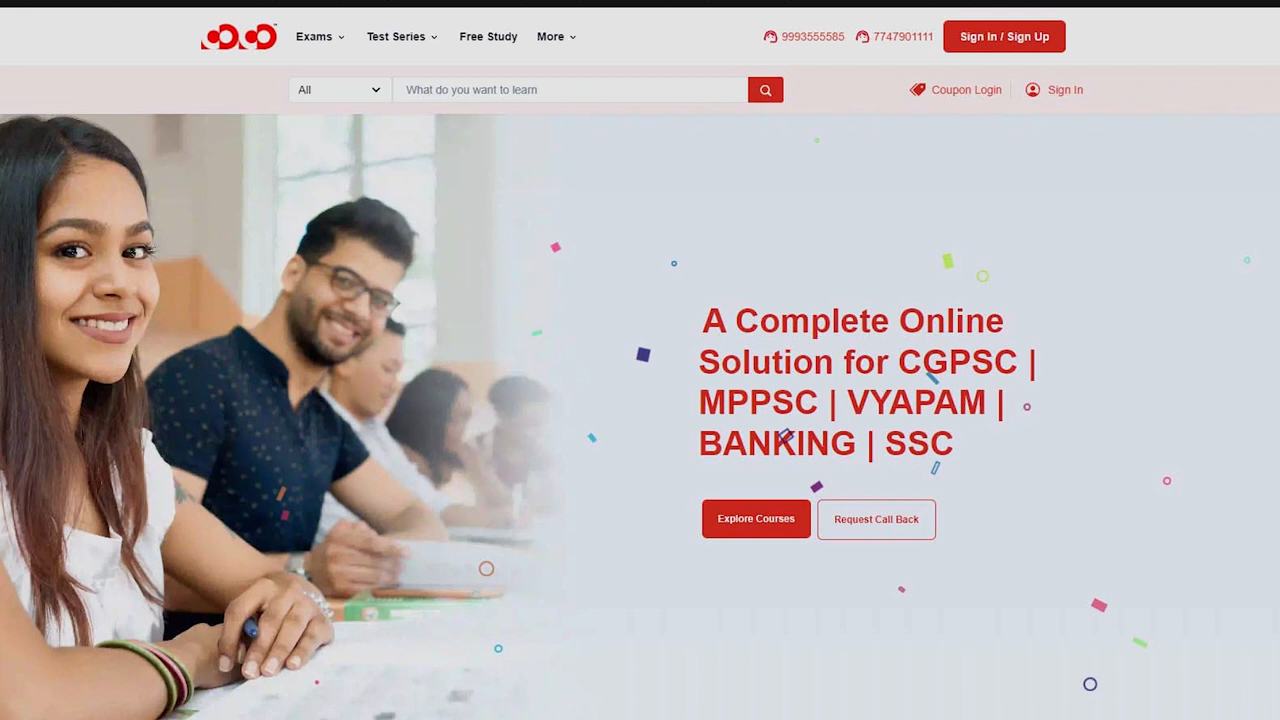 Exams
Test Series
Free Study
More
9993555585
7747901111
Sign In / Sign Up
All
What do you want to learn
Coupon Login
Sign In
A Complete Online
Solution for CGPSC |
MPPSC | VYAPAM |
BANKING | SSC
Explore Courses
Request Call Back